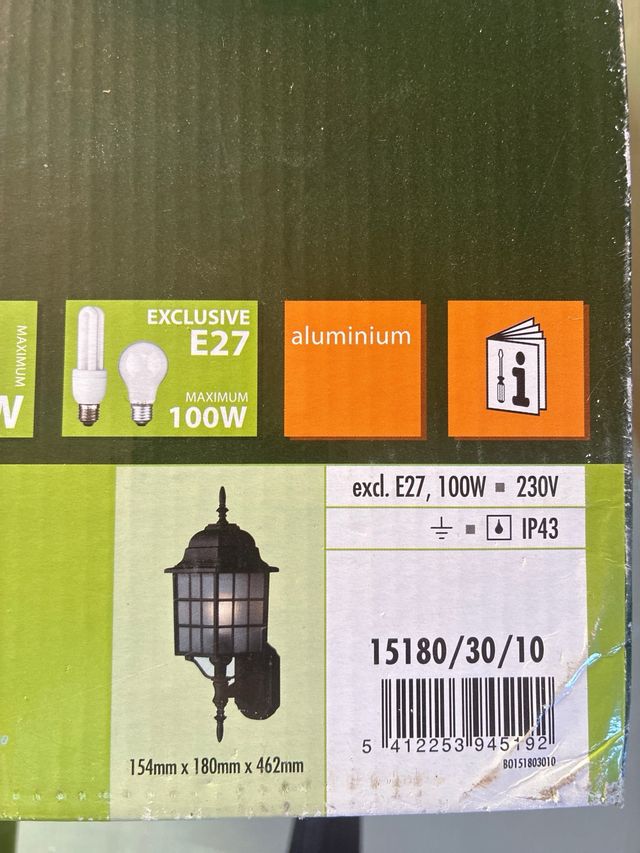 MAXIMUM
W
EXCLUSIVE
E27
MAXIMUM
100W
aluminium
i
excl. E27, 100W ▪ 230V
▪ IP43
15180/30/10
5 412253 945192
BO151803010
154mm x 180mm x 462mm